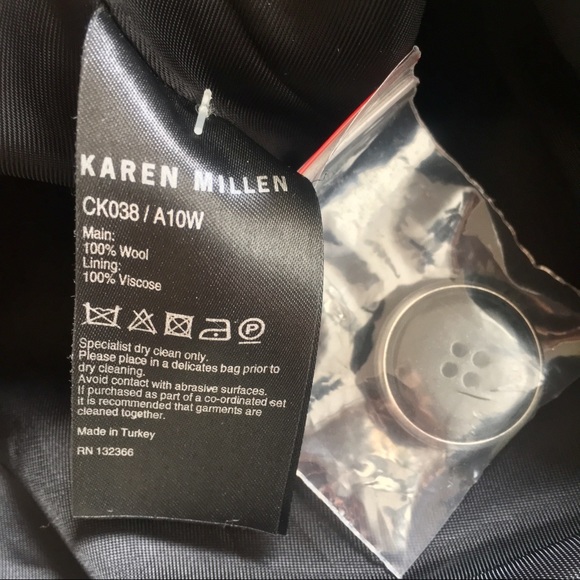 KAREN MILLEN
CK038 / A10W
Main:
100% Wool
Lining:
100% Viscose
P
Specialist dry clean only.
Please place in a delicates bag prior to
dry cleaning.
Avoid contact with abrasive surfaces.
If purchased as part of a co-ordinated set
it is recommended that garments are
cleaned together.
Made in Turkey
RN 132366